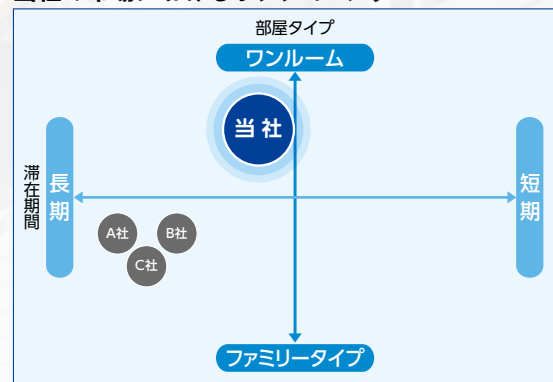 部屋タイプ
ワンルーム
当社
滞在期間
長期
短期
A社
B社
C社
ファミリータイプ